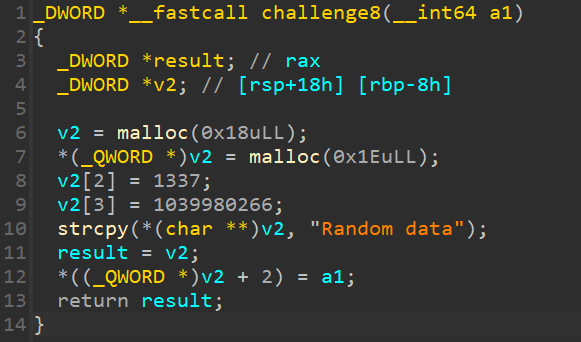 1 _DWORD *__fastcall challenge8(__int64 a1)
2 {
3   _DWORD *result; // rax
4   _DWORD *v2; // [rsp+18h] [rbp-8h]
5
6   v2 = malloc(0x18uLL);
7   *(_QWORD *)v2 = malloc(0x1EuLL);
8   v2[2] = 1337;
9   v2[3] = 1039980266;
10   strcpy(*(char **)v2, "Random data");
11   result = v2;
12   *((_QWORD *)v2 + 2) = a1;
13   return result;
14 }